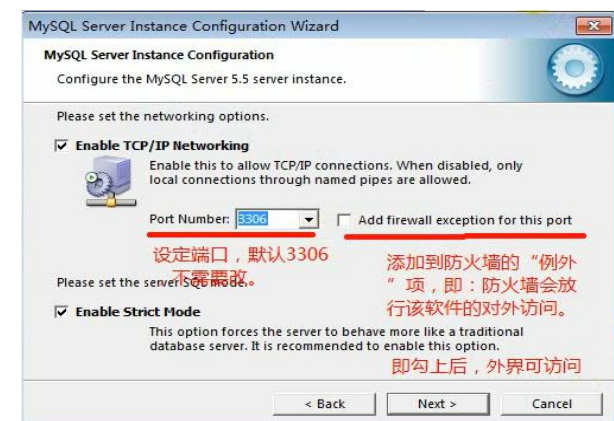 MySQL Server Instance Configuration Wizard
MySQL Server Instance Configuration
Configure the MySQL Server 5.5 server instance.
Please set the networking options.
Enable TCP/IP Networking
Enable this to allow TCP/IP connections. When disabled, only
local connections through named pipes are allowed.
Port Number: 3306
Add firewall exception for this port
设定端口，默认3306
不需要改。
添加到防火墙的“例外
”项，即：防火墙会放
行该软件的对外访问。
Please set the server SQL mode.
Enable Strict Mode
This option forces the server to behave more like a traditional
database server. It is recommended to enable this option.
即勾上后，外界可访问
< Back
Next >
Cancel